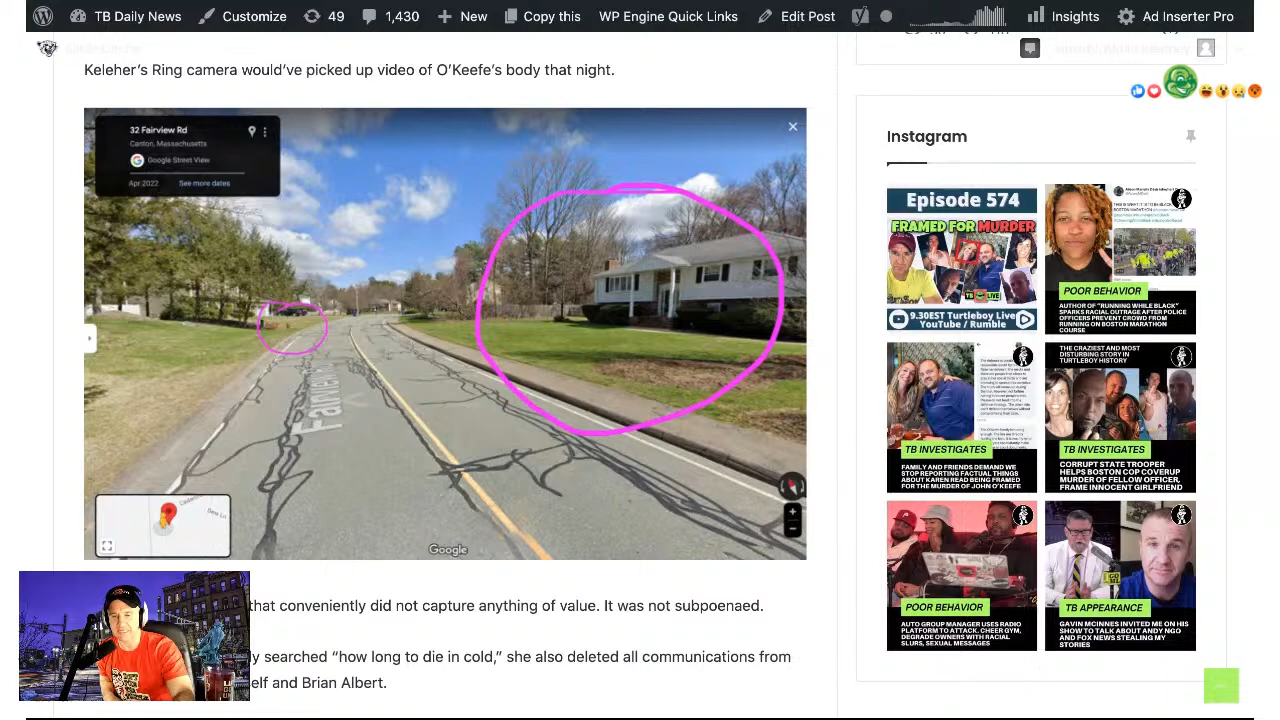 TB Daily News
Customize
49
1,430
New
Copy this
WP Engine Quick Links
Edit Post
Insights
Ad Inserter Pro
Keleher’s Ring camera would’ve picked up video of O’Keefe’s body that night.
32 Fairview Rd
Canton, Massachusetts
Google Street View
Apr 2022
See more dates
Google
that conveniently did not capture anything of value. It was not subpoenaed.
y searched “how long to die in cold,” she also deleted all communications from
elf and Brian Albert.
Instagram
Episode 574
FRAMED FOR MURDER
TB LIVE
9.30EST Turtleboy Live
YouTube / Rumble
POOR BEHAVIOR
AUTHOR OF "RUNNING WHILE BLACK"
SPARKS RACIAL OUTRAGE AFTER POLICE
OFFICERS PREVENT CROWD FROM
RUNNING ON BOSTON MARATHON
COURSE
TB INVESTIGATES
FAMILY AND FRIENDS DEMAND WE
STOP REPORTING FACTUAL THINGS
ABOUT KAREN READ BEING FRAMED
FOR THE MURDER OF JOHN O'KEEFE
THE CRAZIEST AND MOST
DISTURBING STORY IN
TURTLEBOY HISTORY
TB INVESTIGATES
CORRUPT STATE TROOPER
HELPS BOSTON COP COVERUP
MURDER OF FELLOW OFFICER,
FRAME INNOCENT GIRLFRIEND
POOR BEHAVIOR
AUTO GROUP MANAGER USES RADIO
PLATFORM TO ATTACK, CHEER GYM,
DEGRADE OWNERS WITH RACIAL
SLURS, SEXUAL MESSAGES
TB APPEARANCE
GAVIN MCINNES INVITED ME ON HIS
SHOW TO TALK ABOUT ANDY NGO
AND FOX NEWS STEALING MY
STORIES